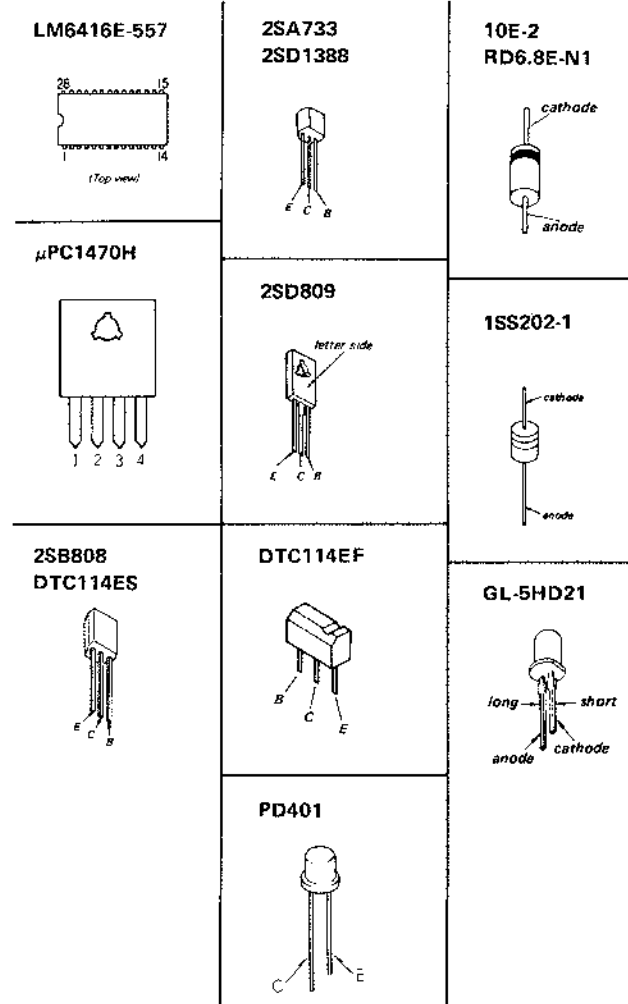 LM6416E-557
28 15
1 14
(Top view)
μPC1470H
1 2 3 4
2SB808
DTC114ES
E C B
2SA733
2SD1388
E C B
2SD809
letter side
E C B
DTC114EF
B C E
PD401
C E
10E-2
RD6.8E-N1
cathode
anode
1SS202-1
cathode
anode
GL-5HD21
long short
anode cathode